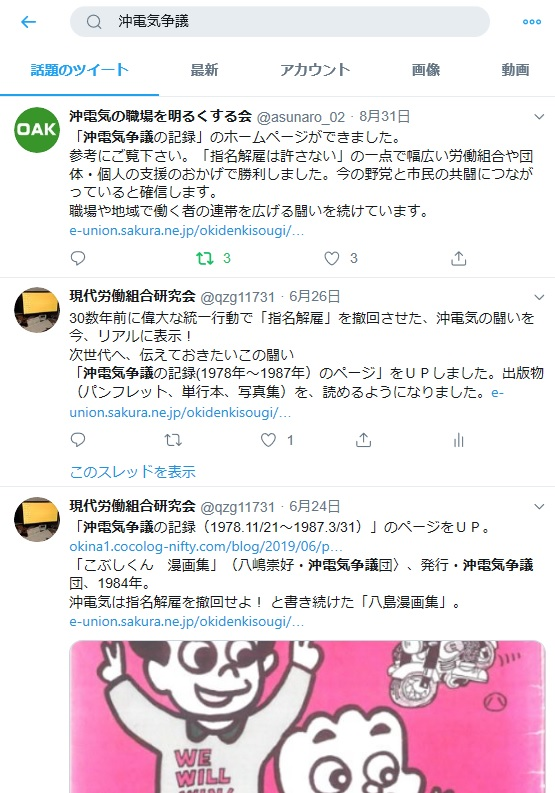 沖電気争議
話題のツイート 最新 アカウント 画像 動画
OAK
沖電気の職場を明るくする会 @asunaro_02 · 8月31日
「沖電気争議の記録」のホームページができました。
参考にご覧下さい。「指名解雇は許さない」の一点で幅広い労働組合や団
体・個人の支援のおかげで勝利しました。今の野党と市民の共闘につなが
っていると確信します。
職場や地域で働く者の連帯を広げる闘いを続けています。
e-union.sakura.ne.jp/okidenkisougi/…
3 3
現代労働組合研究会 @qzg11731 · 6月26日
30数年前に偉大な統一行動で「指名解雇」を撤回させた、沖電気の闘いを
今、リアルに表示！
次世代へ、伝えておきたいこの闘い
「沖電気争議の記録(1978年～1987年）のページ」をＵＰしました。出版物
（パンフレット、単行本、写真集）を、読めるようになりました。e-
union.sakura.ne.jp/okidenkisougi/…
1
このスレッドを表示
現代労働組合研究会 @qzg11731 · 6月24日
「沖電気争議の記録（1978.11/21～1987.3/31）」のページをＵＰ。
okina1.cocolog-nifty.com/blog/2019/06/p…
「こぶしくん　漫画集」（八嶋崇好・沖電気争議団）、発行・沖電気争議
団、1984年。
沖電気は指名解雇を撤回せよ！ と書き続けた「八島漫画集」。
e-union.sakura.ne.jp/okidenkisougi/…
WE
WILL